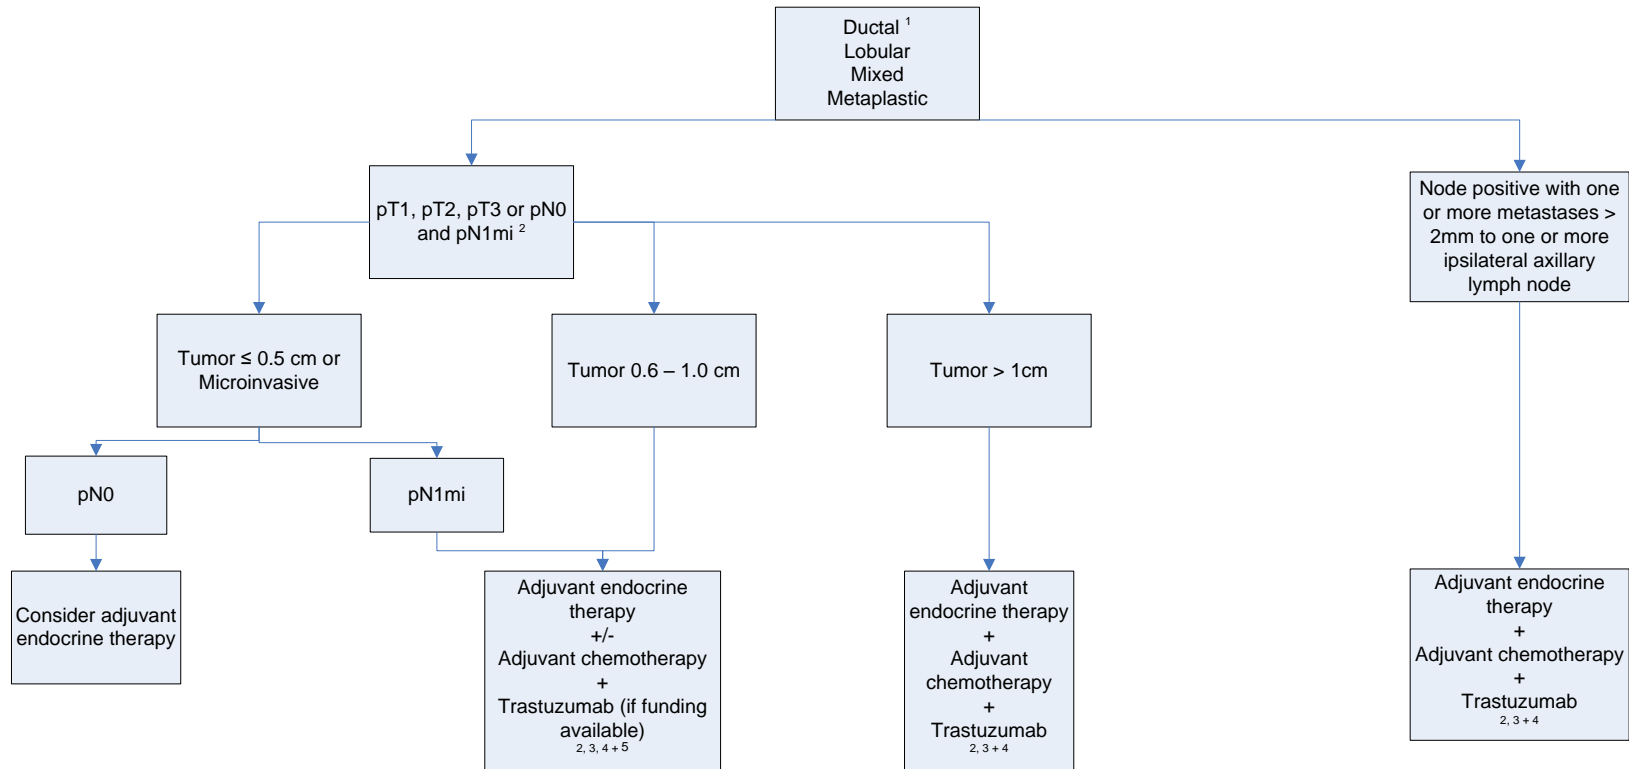 Ductal 1
Lobular
Mixed
Metaplastic
pT1, pT2, pT3 or pN0
and pN1mi 2
Node positive with one
or more metastases >
2mm to one or more
ipsilateral axillary
lymph node
Tumor ≤ 0.5 cm or
Microinvasive
Tumor 0.6 – 1.0 cm
Tumor > 1cm
pN0
pN1mi
Consider adjuvant
endocrine therapy
Adjuvant endocrine
therapy
+/-
Adjuvant chemotherapy
+
Trastuzumab (if funding
available)
2, 3, 4 + 5
Adjuvant
endocrine therapy
+
Adjuvant
chemotherapy
+
Trastuzumab
2, 3 + 4
Adjuvant endocrine
therapy
+
Adjuvant chemotherapy
+
Trastuzumab
2, 3 + 4